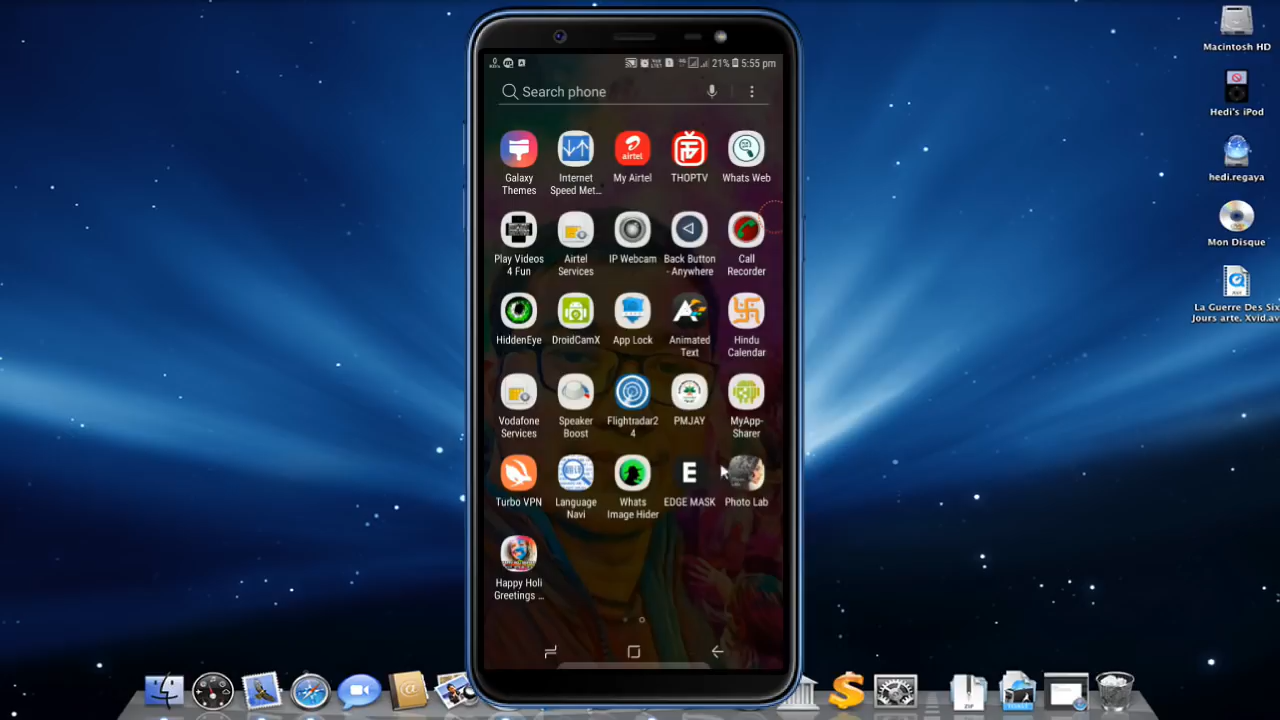 21% 5:55 pm
Macintosh HD
Search phone
Hedi's iPod
airtel
Galaxy Themes
Internet Speed Met...
My Airtel
THOPTV
Whats Web
hedi.regaya
Mon Disque
Play Videos 4 Fun
Airtel Services
IP Webcam
Back Button - Anywhere
Call Recorder
La Guerre Des Six
Jours arte. Xvid.av
HiddenEye
DroidCamX
App Lock
Animated Text
Hindu Calendar
Vodafone Services
Speaker Boost
Flightradar2
4
PMJAY
MyApp-
Sharer
E
Turbo VPN
Language Navi
Whats Image Hider
EDGE MASK
Photo Lab
Happy Holi Greetings ...
ZIP